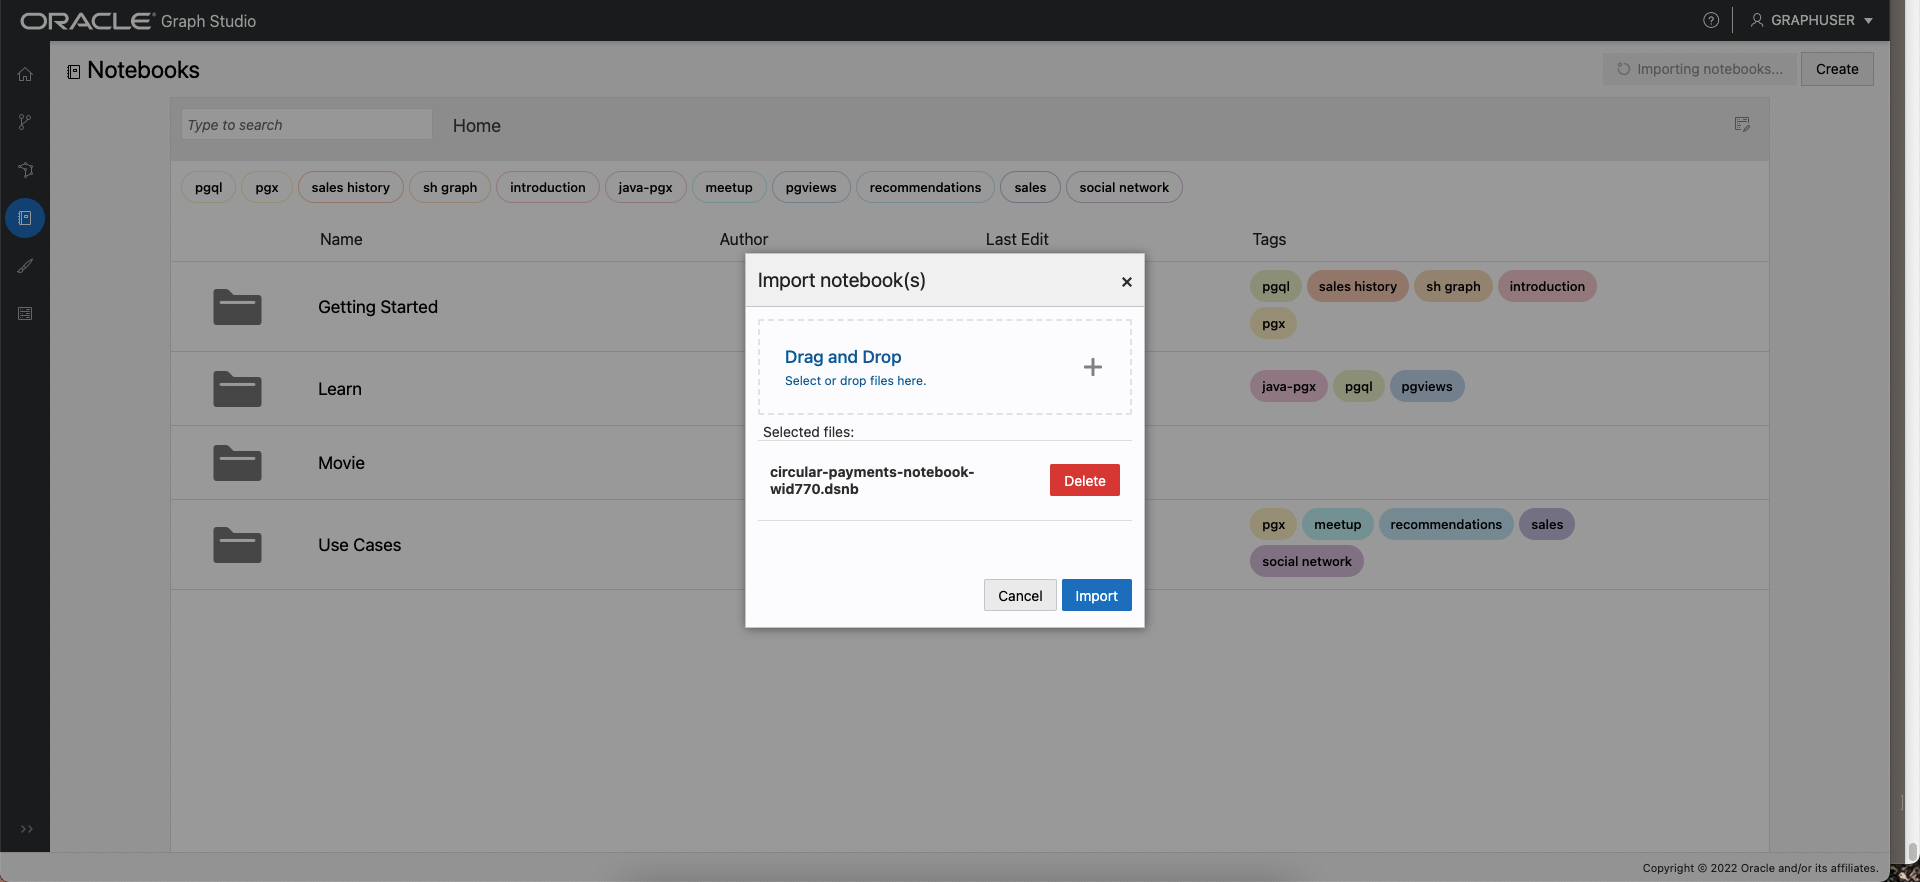 ORACLE Graph Studio
GRAPHUSER
Notebooks
Importing notebooks...
Create
Type to search
Home
pgql
pgx
sales history
sh graph
introduction
java-pgx
meetup
pgviews
recommendations
sales
social network
Name
Author
Last Edit
Tags
Getting Started
pgql
sales history
sh graph
introduction
pgx
Learn
java-pgx
pgql
pgviews
Movie
Use Cases
pgx
meetup
recommendations
sales
social network
Import notebook(s)
Drag and Drop
Select or drop files here.
Selected files:
circular-payments-notebook-
wid770.dsnb
Delete
Cancel
Import
Copyright © 2022 Oracle and/or its affiliates.